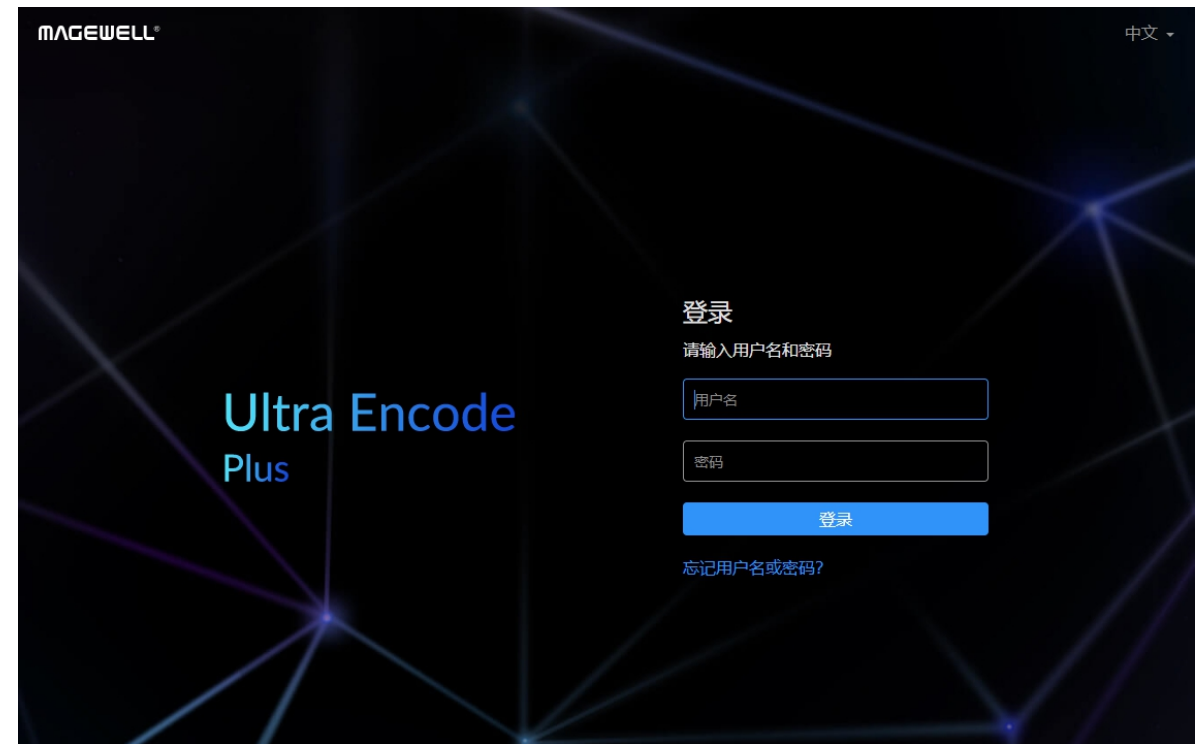 MAGEWELL®
中文
登录
请输入用户名和密码
用户名
Ultra Encode
Plus
密码
登录
忘记用户名或密码?